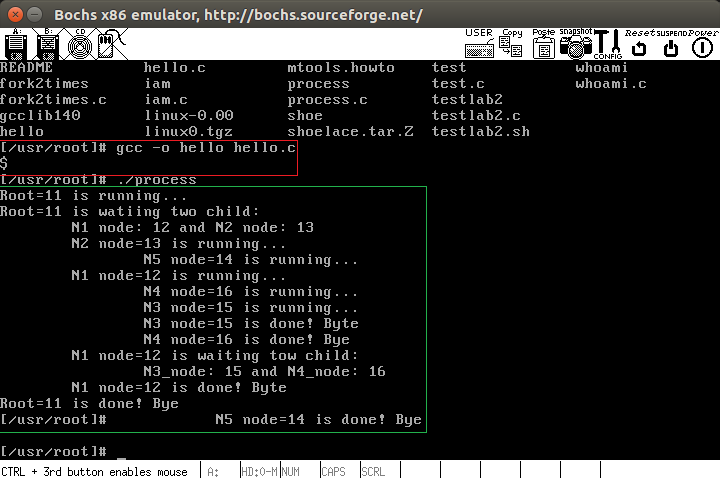 Bochs x86 emulator, http://bochs.sourceforge.net/
A: B: CD USER Copy Paste snapshot CONFIG Reset SUSPEND Power
README hello.c mtools.howto test whoami
fork2times iam process test.c whoami.c
fork2times.c iam.c process.c testlab2
gcclib140 linux-0.00 shoe testlab2.c
hello linux0.tgz shoelace.tar.Z testlab2.sh
[/usr/root]# gcc -o hello hello.c
$
[/usr/root]# ./process
Root=11 is running...
Root=11 is watiing two child:
N1 node: 12 and N2 node: 13
N2 node=13 is running...
N5 node=14 is running...
N1 node=12 is running...
N4 node=16 is running...
N3 node=15 is running...
N3 node=15 is done! Byte
N4 node=16 is done! Bye
N1 node=12 is waiting tow child:
N3_node: 15 and N4_node: 16
N1 node=12 is done! Byte
Root=11 is done! Bye
[/usr/root]# N5 node=14 is done! Bye
[/usr/root]# _
CTRL + 3rd button enables mouse A: HD:0-M NUM CAPS SCRL